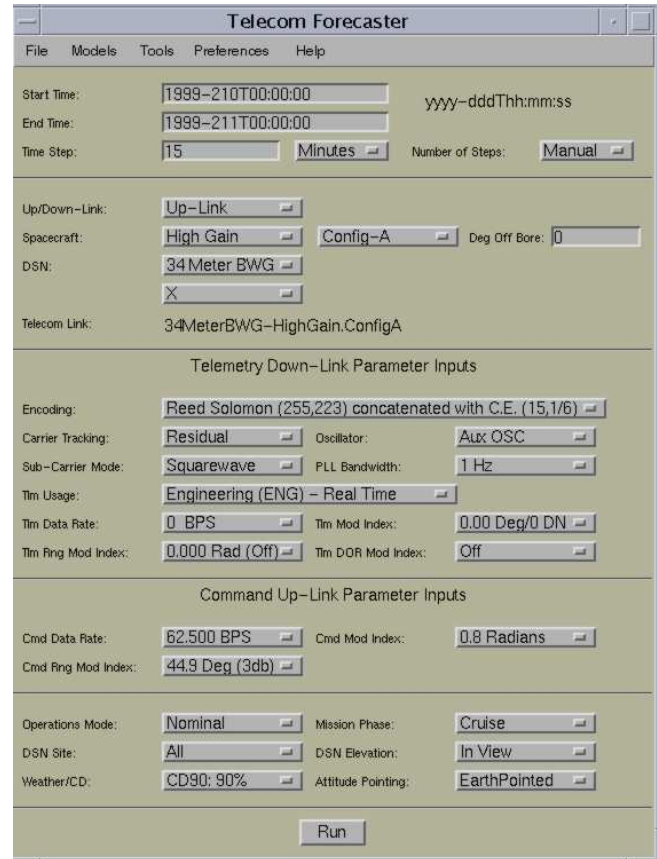 Telecom Forecaster
File Models Tools Preferences Help
Start Time: 1999-210T00:00:00 yyyy-dddThh:mm:ss
End Time: 1999-211T00:00:00
Time Step: 15 Minutes Number of Steps: Manual
Up/Down-Link: Up-Link
Spacecraft: High Gain Config-A Deg Off Bore: 0
DSN: 34 Meter BWG
X
Telecom Link: 34MeterBWG-HighGain.ConfigA
Telemetry Down-Link Parameter Inputs
Encoding: Reed Solomon (255,223) concatenated with C.E. (15,1/6)
Carrier Tracking: Residual Oscillator: Aux OSC
Sub-Carrier Mode: Squarewave PLL Bandwidth: 1 Hz
Tlm Usage: Engineering (ENG) - Real Time
Tlm Data Rate: 0 BPS Tlm Mod Index: 0.00 Deg/0 DN
Tlm Rng Mod Index: 0.000 Rad (Off) Tlm DOR Mod Index: Off
Command Up-Link Parameter Inputs
Cmd Data Rate: 62.500 BPS Cmd Mod Index: 0.8 Radians
Cmd Rng Mod Index: 44.9 Deg (3db)
Operations Mode: Nominal Mission Phase: Cruise
DSN Site: All DSN Elevation: In View
Weather/CD: CD90: 90% Attitude Pointing: EarthPointed
Run